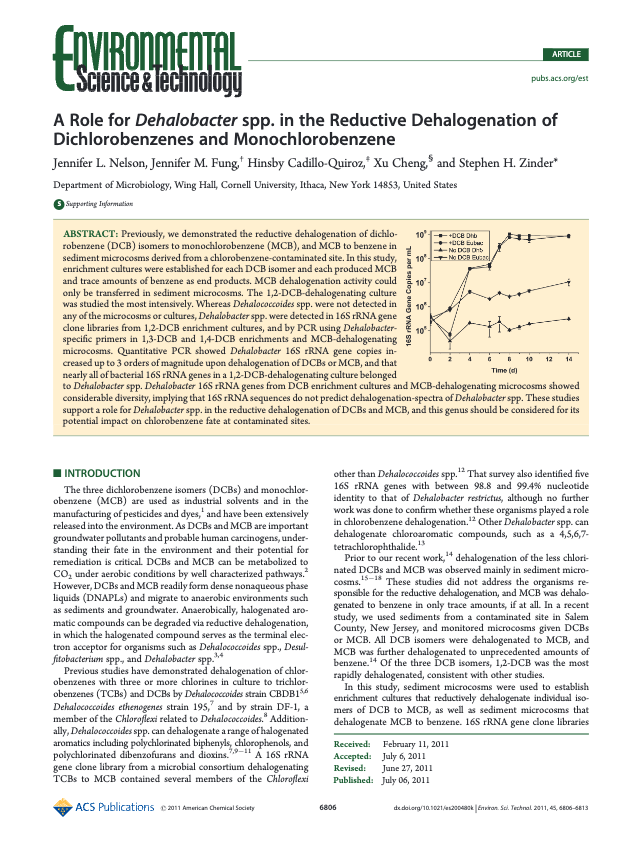 ENVIRONMENTAL
Science & Technology
ARTICLE
pubs.acs.org/est
A Role for Dehalobacter spp. in the Reductive Dehalogenation of
Dichlorobenzenes and Monochlorobenzene
Jennifer L. Nelson, Jennifer M. Fung,† Hinsby Cadillo-Quiroz,‡ Xu Cheng,§ and Stephen H. Zinder*
Department of Microbiology, Wing Hall, Cornell University, Ithaca, New York 14853, United States
S Supporting Information
ABSTRACT: Previously, we demonstrated the reductive dehalogenation of dichlo-
robenzene (DCB) isomers to monochlorobenzene (MCB), and MCB to benzene in
sediment microcosms derived from a chlorobenzene-contaminated site. In this study,
enrichment cultures were established for each DCB isomer and each produced MCB
and trace amounts of benzene as end products. MCB dehalogenation activity could
only be transferred in sediment microcosms. The 1,2-DCB-dehalogenating culture
was studied the most intensively. Whereas Dehalococcoides spp. were not detected in
any of the microcosms or cultures, Dehalobacter spp. were detected in 16S rRNA gene
clone libraries from 1,2-DCB enrichment cultures, and by PCR using Dehalobacter-
specific primers in 1,3-DCB and 1,4-DCB enrichments and MCB-dehalogenating
microcosms. Quantitative PCR showed Dehalobacter 16S rRNA gene copies in-
creased up to 3 orders of magnitude upon dehalogenation of DCBs or MCB, and that
nearly all of bacterial 16S rRNA genes in a 1,2-DCB-dehalogenating culture belonged
to Dehalobacter spp. Dehalobacter 16S rRNA genes from DCB enrichment cultures and MCB-dehalogenating microcosms showed
considerable diversity, implying that 16S rRNA sequences do not predict dehalogenation-spectra of Dehalobacter spp. These studies
support a role for Dehalobacter spp. in the reductive dehalogenation of DCBs and MCB, and this genus should be considered for its
potential impact on chlorobenzene fate at contaminated sites.
16S rRNA Gene Copies per mL
10⁹
10⁸
10⁷
10⁶
10⁵
+DCB Dhb
+DCB Eubac
No DCB Dhb
No DCB Eubac
0 2 4 6 8 10 12 14
Time (d)
INTRODUCTION
The three dichlorobenzene isomers (DCBs) and monochlor-
obenzene (MCB) are used as industrial solvents and in the
manufacturing of pesticides and dyes,1 and have been extensively
released into the environment. As DCBs and MCB are important
groundwater pollutants and probable human carcinogens, under-
standing their fate in the environment and their potential for
remediation is critical. DCBs and MCB can be metabolized to
CO2 under aerobic conditions by well characterized pathways.2
However, DCBs and MCB readily form dense nonaqueous phase
liquids (DNAPLs) and migrate to anaerobic environments such
as sediments and groundwater. Anaerobically, halogenated aro-
matic compounds can be degraded via reductive dehalogenation,
in which the halogenated compound serves as the terminal elec-
tron acceptor for organisms such as Dehalococcoides spp., Desul-
fitobacterium spp., and Dehalobacter spp.3,4
Previous studies have demonstrated dehalogenation of chlor-
obenzenes with three or more chlorines in culture to trichlor-
obenzenes (TCBs) and DCBs by Dehalococcoides strain CBDB15,6
Dehalococcoides ethenogenes strain 195,7 and by strain DF-1, a
member of the Chloroflexi related to Dehalococcoides.8 Addition-
ally, Dehalococcoides spp. can dehalogenate a range of halogenated
aromatics including polychlorinated biphenyls, chlorophenols, and
polychlorinated dibenzofurans and dioxins.7,9−11 A 16S rRNA
gene clone library from a microbial consortium dehalogenating
TCBs to MCB contained several members of the Chloroflexi
other than Dehalococcoides spp.12 That survey also identified five
16S rRNA genes with between 98.8 and 99.4% nucleotide
identity to that of Dehalobacter restrictus, although no further
work was done to confirm whether these organisms played a role
in chlorobenzene dehalogenation.12 Other Dehalobacter spp. can
dehalogenate chloroaromatic compounds, such as a 4,5,6,7-
tetrachlorophthalide.13
Prior to our recent work,14 dehalogenation of the less chlori-
nated DCBs and MCB was observed mainly in sediment micro-
cosms.15−18 These studies did not address the organisms re-
sponsible for the reductive dehalogenation, and MCB was dehalo-
genated to benzene in only trace amounts, if at all. In a recent
study, we used sediments from a contaminated site in Salem
County, New Jersey, and monitored microcosms given DCBs
or MCB. All DCB isomers were dehalogenated to MCB, and
MCB was further dehalogenated to unprecedented amounts of
benzene.14 Of the three DCB isomers, 1,2-DCB was the most
rapidly dehalogenated, consistent with other studies.
In this study, sediment microcosms were used to establish
enrichment cultures that reductively dehalogenate individual iso-
mers of DCB to MCB, as well as sediment microcosms that
dehalogenate MCB to benzene. 16S rRNA gene clone libraries
Received: February 11, 2011
Accepted: July 6, 2011
Revised: June 27, 2011
Published: July 06, 2011
ACS Publications © 2011 American Chemical Society
6806
dx.doi.org/10.1021/es200480k | Environ. Sci. Technol. 2011, 45, 6806–6813